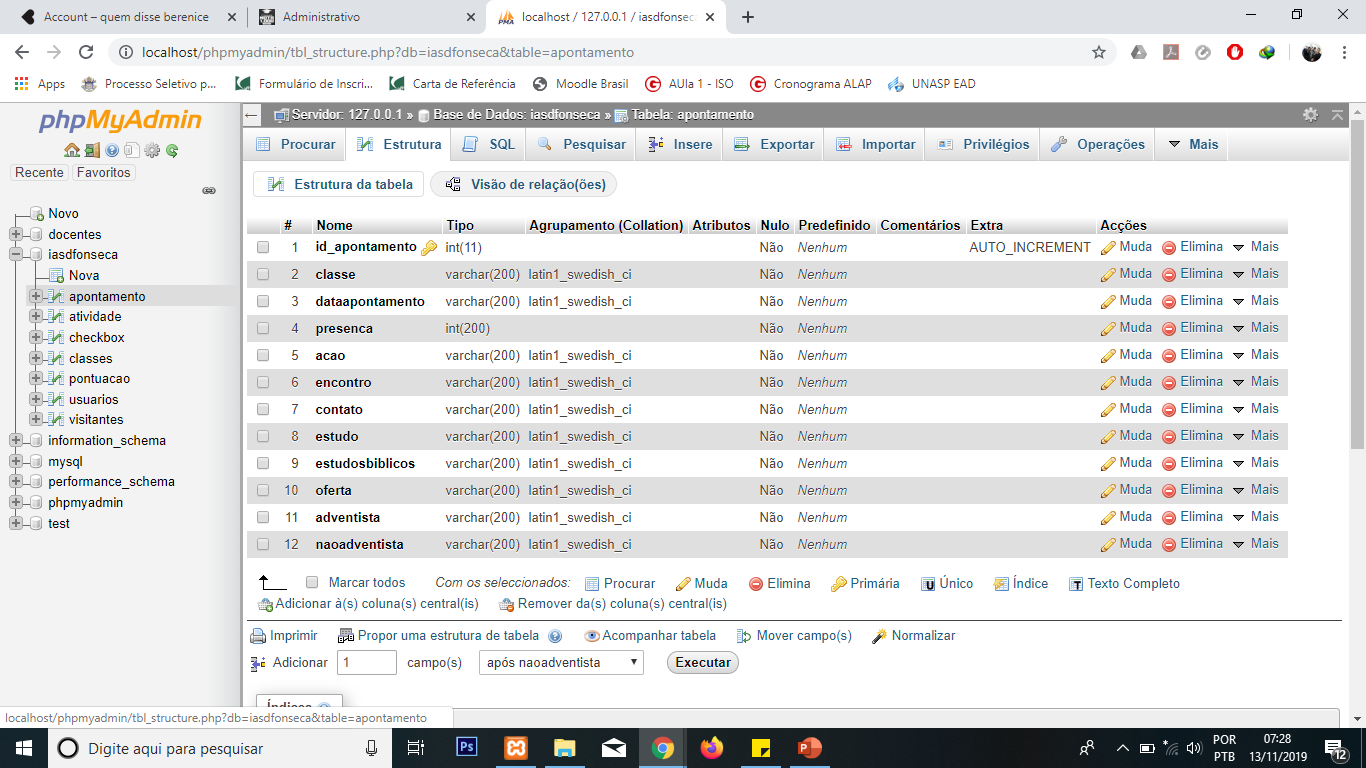 Account – quem disse berenice
Administrativo
localhost / 127.0.0.1 / iasdfonseca
localhost/phpmyadmin/tbl_structure.php?db=iasdfonseca&table=apontamento
Apps Processo Seletivo p... Formulário de Inscri... Carta de Referência Moodle Brasil AUla 1 - ISO Cronograma ALAP UNASP EAD
phpMyAdmin
Recente Favoritos
Novo
docentes
iasdfonseca
Nova
apontamento
atividade
checkbox
classes
pontuacao
usuarios
visitantes
information_schema
mysql
performance_schema
phpmyadmin
test
Servidor: 127.0.0.1 » Base de Dados: iasdfonseca » Tabela: apontamento
Procurar Estrutura SQL Pesquisar Insere Exportar Importar Privilégios Operações Mais
Estrutura da tabela Visão de relação(ões)
# Nome Tipo Agrupamento (Collation) Atributos Nulo Predefinido Comentários Extra Acções
1 id_apontamento int(11) Não Nenhum AUTO_INCREMENT Muda Elimina Mais
2 classe varchar(200) latin1_swedish_ci Não Nenhum Muda Elimina Mais
3 dataapontamento varchar(200) latin1_swedish_ci Não Nenhum Muda Elimina Mais
4 presenca int(200) Não Nenhum Muda Elimina Mais
5 acao varchar(200) latin1_swedish_ci Não Nenhum Muda Elimina Mais
6 encontro varchar(200) latin1_swedish_ci Não Nenhum Muda Elimina Mais
7 contato varchar(200) latin1_swedish_ci Não Nenhum Muda Elimina Mais
8 estudo varchar(200) latin1_swedish_ci Não Nenhum Muda Elimina Mais
9 estudosbiblicos varchar(200) latin1_swedish_ci Não Nenhum Muda Elimina Mais
10 oferta varchar(200) latin1_swedish_ci Não Nenhum Muda Elimina Mais
11 adventista varchar(200) latin1_swedish_ci Não Nenhum Muda Elimina Mais
12 naoadventista varchar(200) latin1_swedish_ci Não Nenhum Muda Elimina Mais
Marcar todos Com os seleccionados: Procurar Muda Elimina Primária Único Índice Texto Completo
Adicionar à(s) coluna(s) central(is) Remover da(s) coluna(s) central(is)
Imprimir Propor uma estrutura de tabela Acompanhar tabela Mover campo(s) Normalizar
Adicionar 1 campo(s) após naoadventista Executar
Índices
localhost/phpmyadmin/tbl_structure.php?db=iasdfonseca&table=apontamento
Digite aqui para pesquisar
POR 07:28
PTB 13/11/2019
12